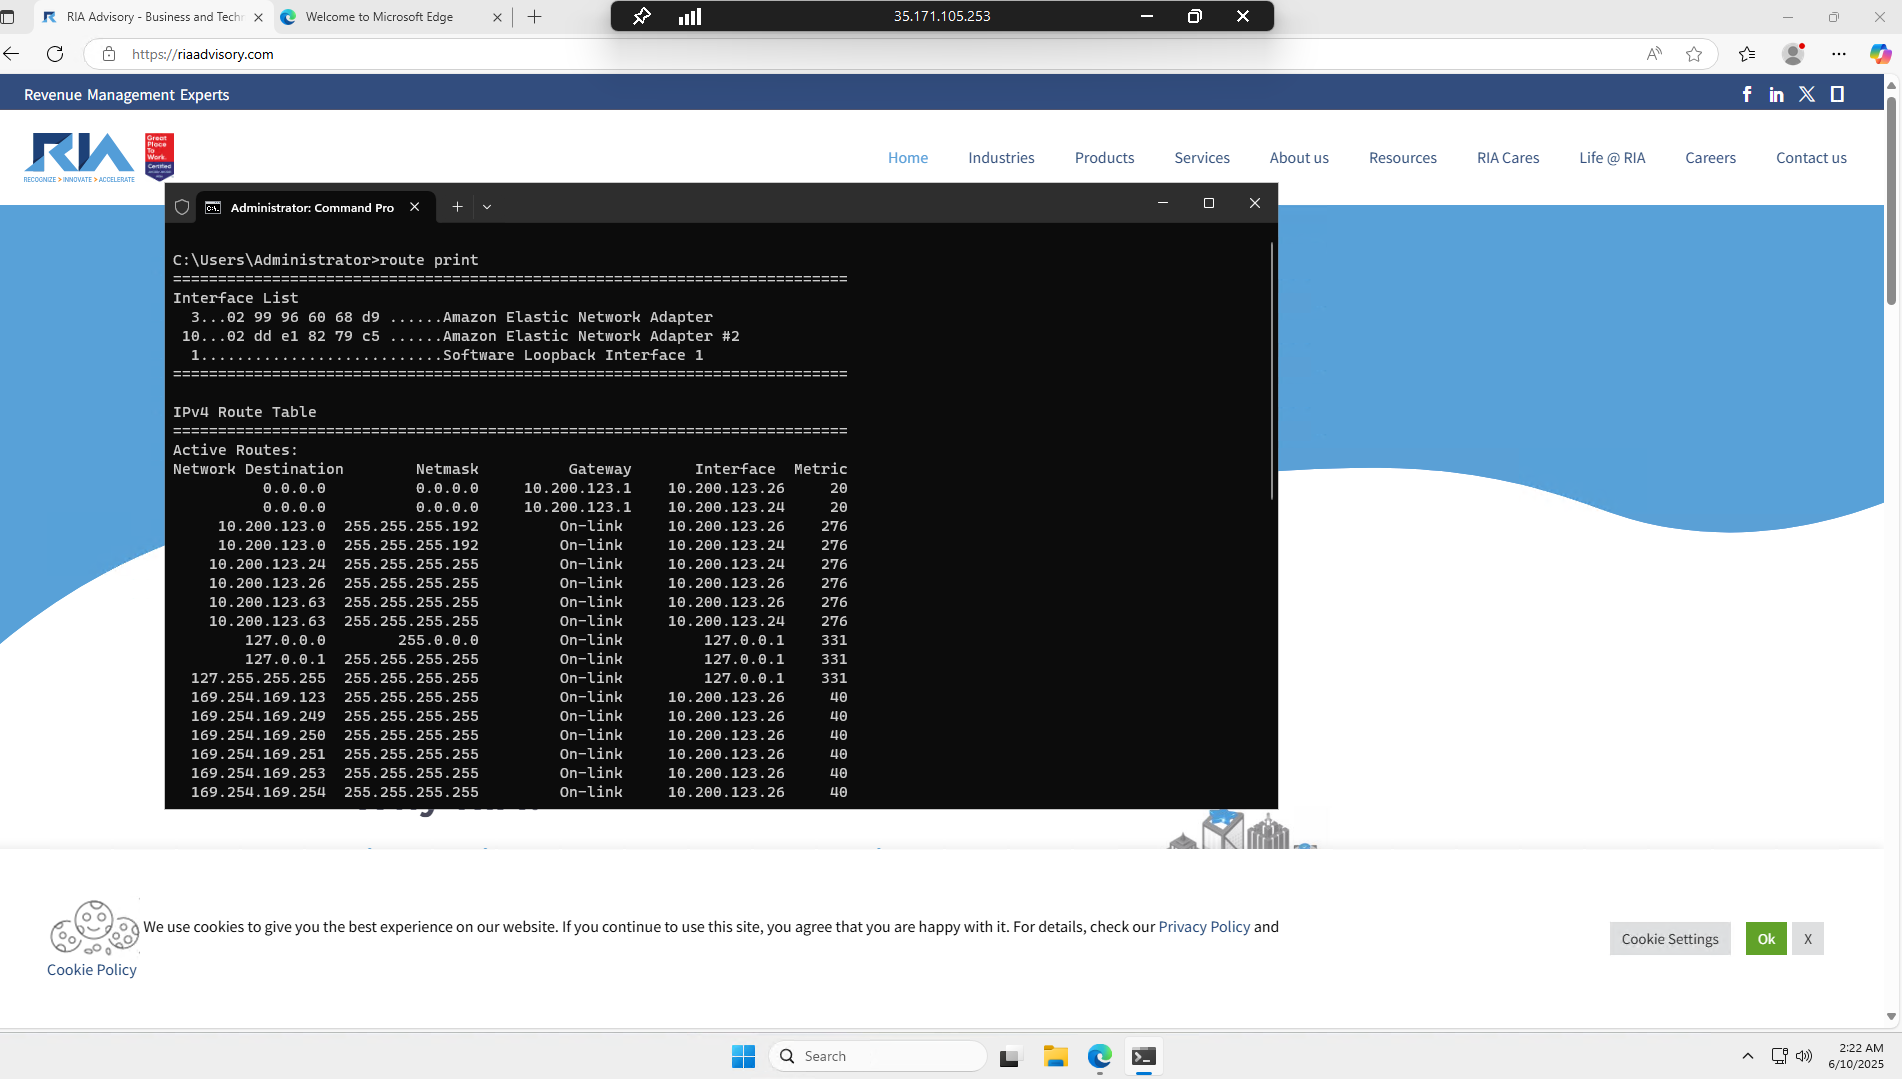 RIA Advisory - Business and Techn
Welcome to Microsoft Edge
35.171.105.253
https://riaadvisory.com
Revenue Management Experts
RIA
RECOGNIZE > INNOVATE > ACCELERATE
Great
Place
To
Work.
Certified
Home
Industries
Products
Services
About us
Resources
RIA Cares
Life @ RIA
Careers
Contact us
Administrator: Command Pro
C:\Users\Administrator>route print
===========================================================================
Interface List
3...02 99 96 60 68 d9 ......Amazon Elastic Network Adapter
10...02 dd e1 82 79 c5 ......Amazon Elastic Network Adapter #2
1...........................Software Loopback Interface 1
===========================================================================
IPv4 Route Table
===========================================================================
Active Routes:
Network Destination Netmask Gateway Interface Metric
0.0.0.0 0.0.0.0 10.200.123.1 10.200.123.26 20
0.0.0.0 0.0.0.0 10.200.123.1 10.200.123.24 20
10.200.123.0 255.255.255.192 On-link 10.200.123.26 276
10.200.123.0 255.255.255.192 On-link 10.200.123.24 276
10.200.123.24 255.255.255.255 On-link 10.200.123.24 276
10.200.123.26 255.255.255.255 On-link 10.200.123.26 276
10.200.123.63 255.255.255.255 On-link 10.200.123.26 276
10.200.123.63 255.255.255.255 On-link 10.200.123.24 276
127.0.0.0 255.0.0.0 On-link 127.0.0.1 331
127.0.0.1 255.255.255.255 On-link 127.0.0.1 331
127.255.255.255 255.255.255.255 On-link 127.0.0.1 331
169.254.169.123 255.255.255.255 On-link 10.200.123.26 40
169.254.169.249 255.255.255.255 On-link 10.200.123.26 40
169.254.169.250 255.255.255.255 On-link 10.200.123.26 40
169.254.169.251 255.255.255.255 On-link 10.200.123.26 40
169.254.169.253 255.255.255.255 On-link 10.200.123.26 40
169.254.169.254 255.255.255.255 On-link 10.200.123.26 40
We use cookies to give you the best experience on our website. If you continue to use this site, you agree that you are happy with it. For details, check our Privacy Policy and
Cookie Policy
Cookie Settings
Ok
X
Search
2:22 AM
6/10/2025